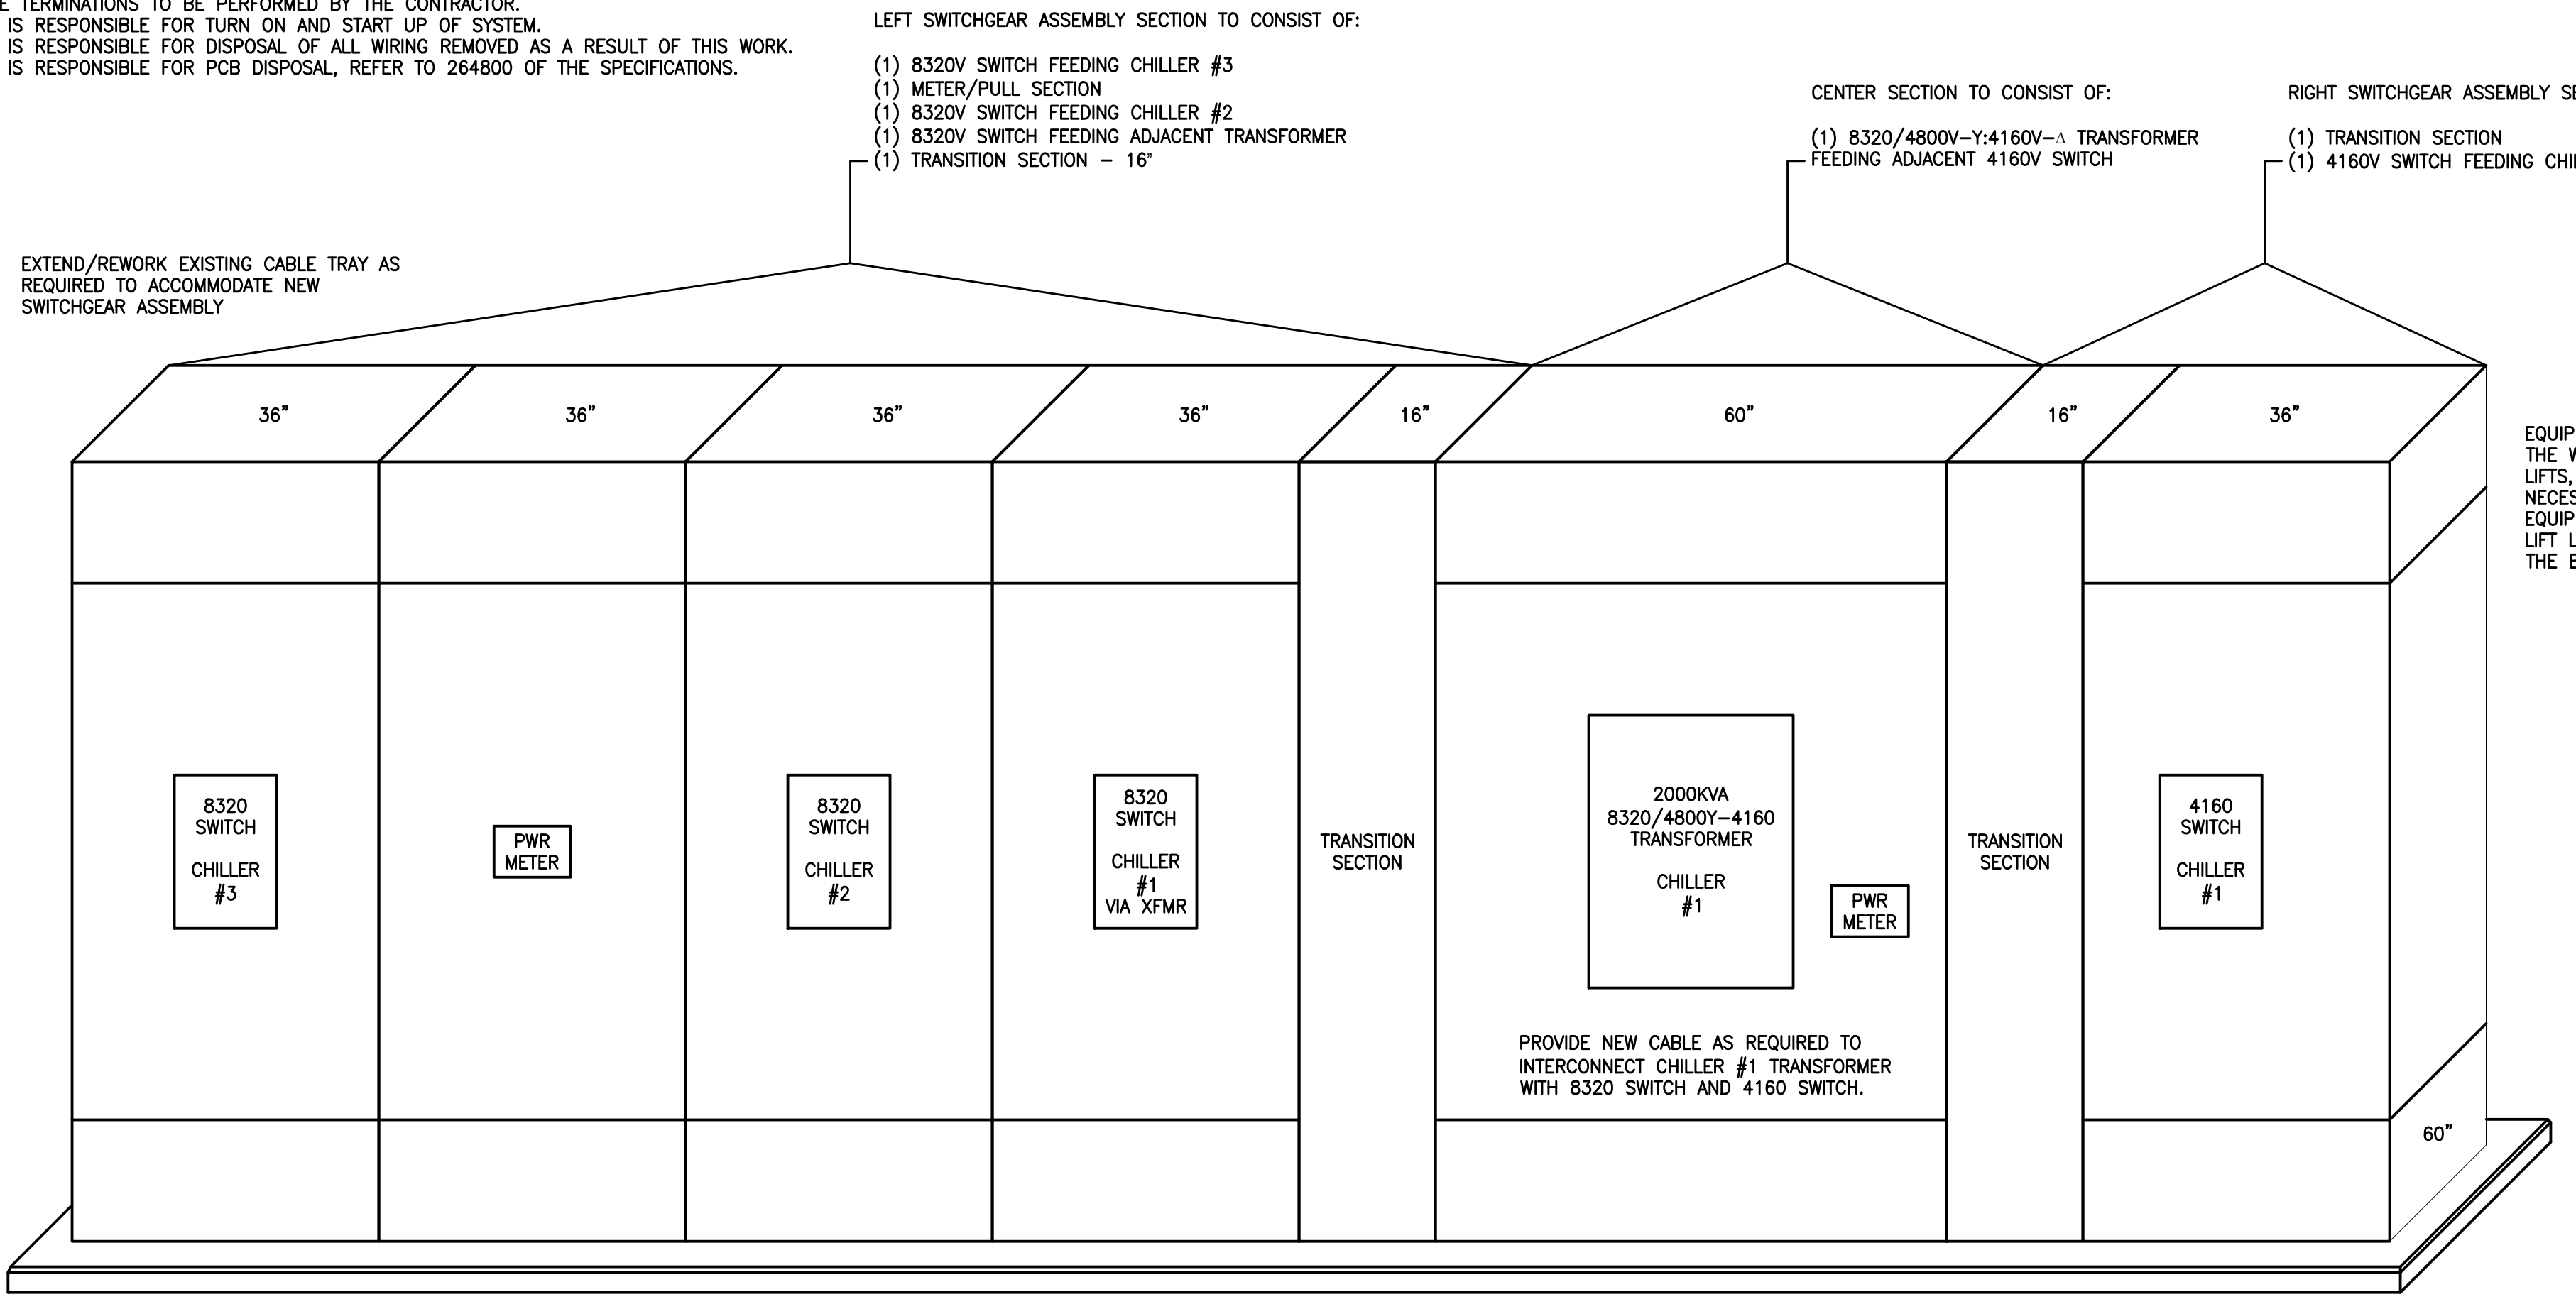 TERMINATIONS TO BE PERFORMED BY THE CONTRACTOR.
IS RESPONSIBLE FOR TURN ON AND START UP OF SYSTEM.
IS RESPONSIBLE FOR DISPOSAL OF ALL WIRING REMOVED AS A RESULT OF THIS WORK.
IS RESPONSIBLE FOR PCB DISPOSAL, REFER TO 264800 OF THE SPECIFICATIONS.
LEFT SWITCHGEAR ASSEMBLY SECTION TO CONSIST OF:
(1) 8320V SWITCH FEEDING CHILLER #3
(1) METER/PULL SECTION
(1) 8320V SWITCH FEEDING CHILLER #2
(1) 8320V SWITCH FEEDING ADJACENT TRANSFORMER
(1) TRANSITION SECTION – 16"
CENTER SECTION TO CONSIST OF:
(1) 8320/4800V–Y:4160V–Δ TRANSFORMER
FEEDING ADJACENT 4160V SWITCH
RIGHT SWITCHGEAR ASSEMBLY
(1) TRANSITION SECTION
(1) 4160V SWITCH FEEDING
EXTEND/REWORK EXISTING CABLE TRAY AS
REQUIRED TO ACCOMMODATE NEW
SWITCHGEAR ASSEMBLY
36"
36"
36"
36"
16"
60"
16"
36"
THE
LIFTS,
LIFT
THE
8320
SWITCH
CHILLER
#3
PWR
METER
8320
SWITCH
CHILLER
#2
8320
SWITCH
CHILLER
#1
VIA XFMR
TRANSITION
SECTION
2000KVA
8320/4800Y–4160
TRANSFORMER
CHILLER
#1
PWR
METER
PROVIDE NEW CABLE AS REQUIRED TO
INTERCONNECT CHILLER #1 TRANSFORMER
WITH 8320 SWITCH AND 4160 SWITCH.
TRANSITION
SECTION
4160
SWITCH
CHILLER
#1
60"